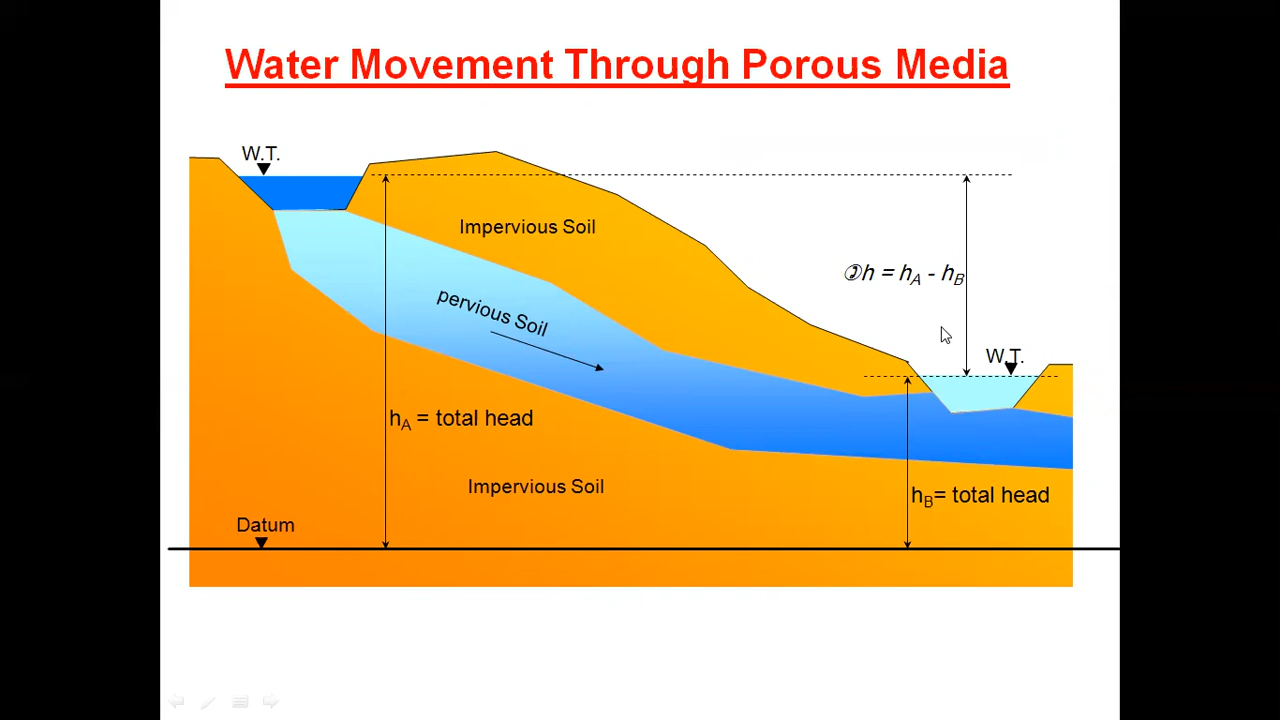 Water Movement Through Porous Media
W.T.
Impervious Soil
h = hA - hB
pervious Soil
W.T.
hA = total head
Impervious Soil
hB= total head
Datum